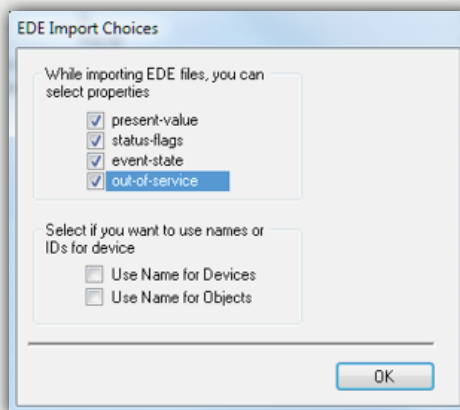 EDE Import Choices
While importing EDE files, you can
select properties
present-value
status-flags
event-state
out-of-service
Select if you want to use names or
IDs for device
Use Name for Devices
Use Name for Objects
OK